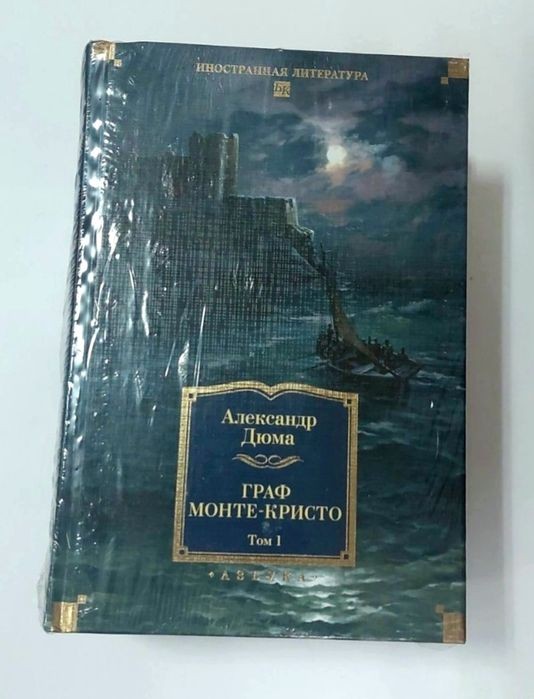 ИНОСТРАННАЯ ЛИТЕРАТУРА
БК
Александр
Дюма
ГРАФ
МОНТЕ-КРИСТО
Том 1
• АЗБУКА •